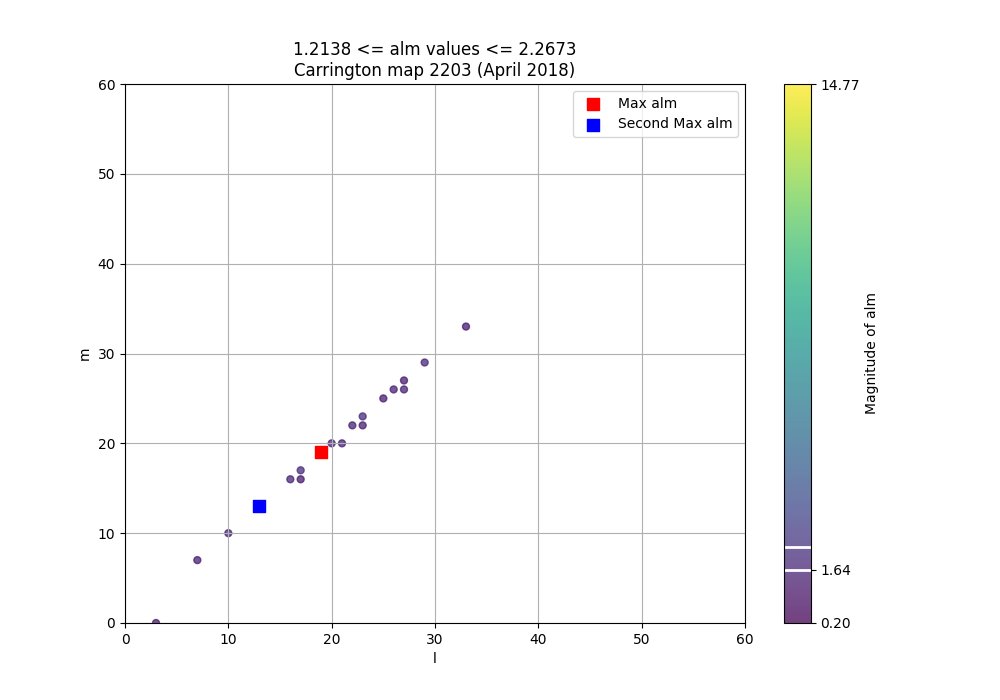 1.2138 <= alm values <= 2.2673
Carrington map 2203 (April 2018)
Max alm
Second Max alm
60
50
40
30
20
10
0
m
0 10 20 30 40 50 60
l
14.77
1.64
0.20
Magnitude of alm